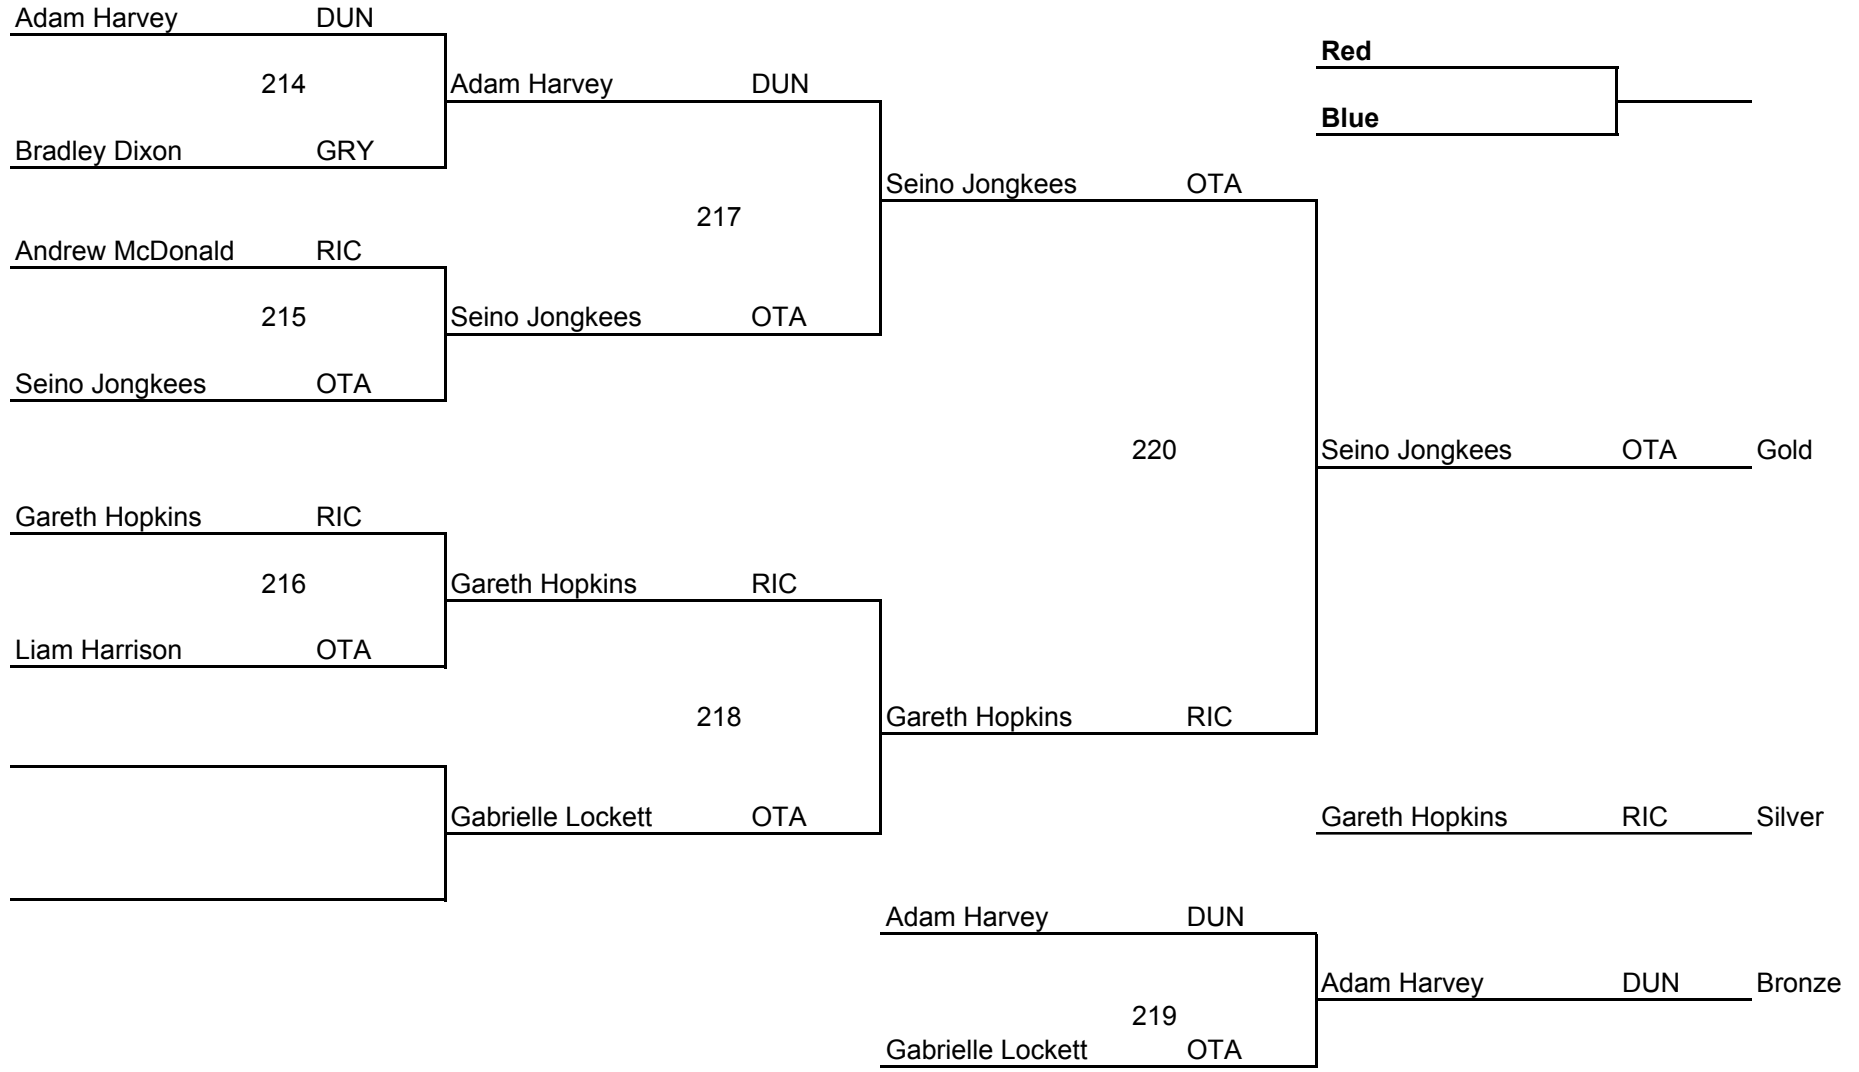 Adam Harvey DUN
Red
214 Adam Harvey DUN
Blue
Bradley Dixon GRY
Seino Jongkees OTA
217
Andrew McDonald RIC
215 Seino Jongkees OTA
Seino Jongkees OTA
220 Seino Jongkees OTA Gold
Gareth Hopkins RIC
216 Gareth Hopkins RIC
Liam Harrison OTA
218 Gareth Hopkins RIC
Gabrielle Lockett OTA Gareth Hopkins RIC Silver
Adam Harvey DUN
Adam Harvey DUN Bronze
219
Gabrielle Lockett OTA